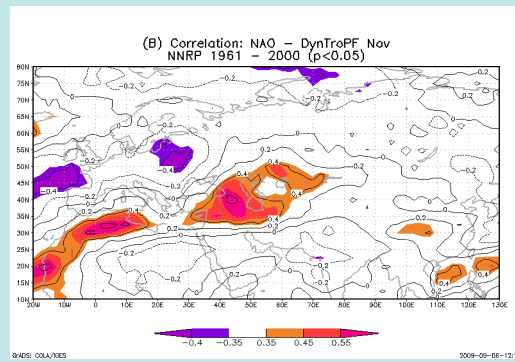 (B) Correlation: NAO – DynTroPF Nov
NNRP 1961 – 2000 (p<0.05)
80N
75N
70N
65N
60N
55N
50N
45N
40N
35N
30N
25N
20N
15N
10N
20W 10W 0 10E 20E 30E 40E 50E 60E 70E 80E 90E 100E 110E 120E 130E
-0.4 -0.35 0.35 0.45 0.55
GrADS: COLA/IGES